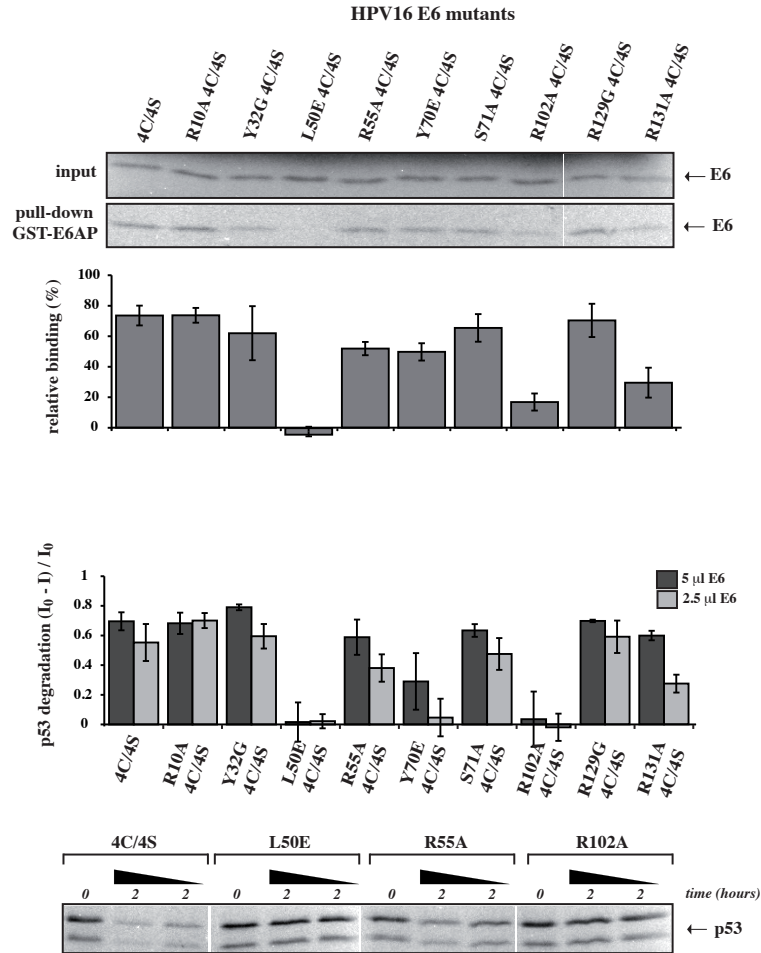 HPV16 E6 mutants
4C/4S
R10A 4C/4S
Y32G 4C/4S
L50E 4C/4S
R55A 4C/4S
Y70E 4C/4S
S71A 4C/4S
R102A 4C/4S
R129G 4C/4S
R131A 4C/4S
input
← E6
pull-down
GST-E6AP
← E6
relative binding (%)
100
80
60
40
20
0
p53 degradation (I0 - I) / I0
1
0.8
0.6
0.4
0.2
0
5 µl E6
2.5 µl E6
4C/4S
R10A
4C/4S
Y32G
4C/4S
L50E
4C/4S
R55A
4C/4S
Y70E
4C/4S
S71A
4C/4S
R102A
4C/4S
R129G
4C/4S
R131A
4C/4S
4C/4S L50E R55A R102A
0 2 2 0 2 2 0 2 2 0 2 2 time (hours)
← p53